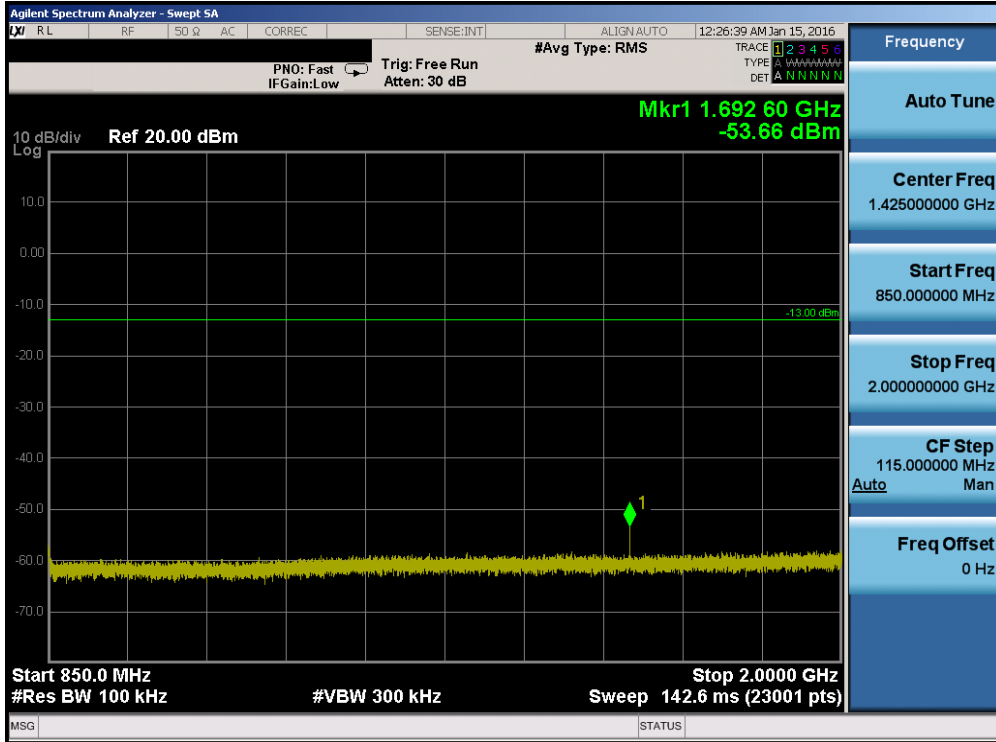 Agilent Spectrum Analyzer - Swept SA
LXI RL RF 50 Ω AC CORREC SENSE:INT ALIGN AUTO 12:26:39 AM Jan 15, 2016
#Avg Type: RMS
TRACE 1 2 3 4 5 6
PNO: Fast Trig: Free Run
TYPE A WWWWW
IFGain:Low Atten: 30 dB
DET A N N N N N
Mkr1 1.692 60 GHz
-53.66 dBm
10 dB/div Ref 20.00 dBm
Log
10.0
0.00
-10.0
-13.00 dBm
-20.0
-30.0
-40.0
-50.0
1
-60.0
-70.0
Start 850.0 MHz Stop 2.0000 GHz
#Res BW 100 kHz #VBW 300 kHz Sweep 142.6 ms (23001 pts)
MSG STATUS
Frequency
Auto Tune
Center Freq
1.425000000 GHz
Start Freq
850.000000 MHz
Stop Freq
2.000000000 GHz
CF Step
115.000000 MHz
Auto Man
Freq Offset
0 Hz